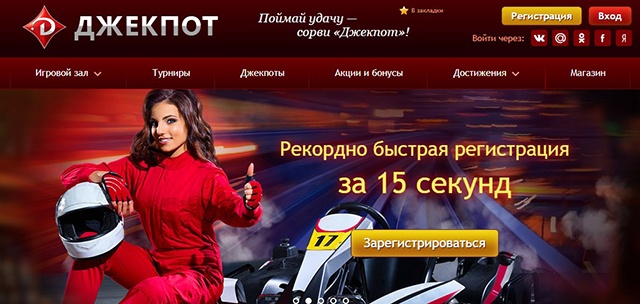 ДЖЕКПОТ
Поймай удачу —
сорви «Джекпот»!
В закладки
Регистрация
Вход
Войти через:
Я
Игровой зал
Турниры
Джекпоты
Акции и бонусы
Достижения
Магазин
Рекордно быстрая регистрация
за 15 секунд
17
Зарегистрироваться